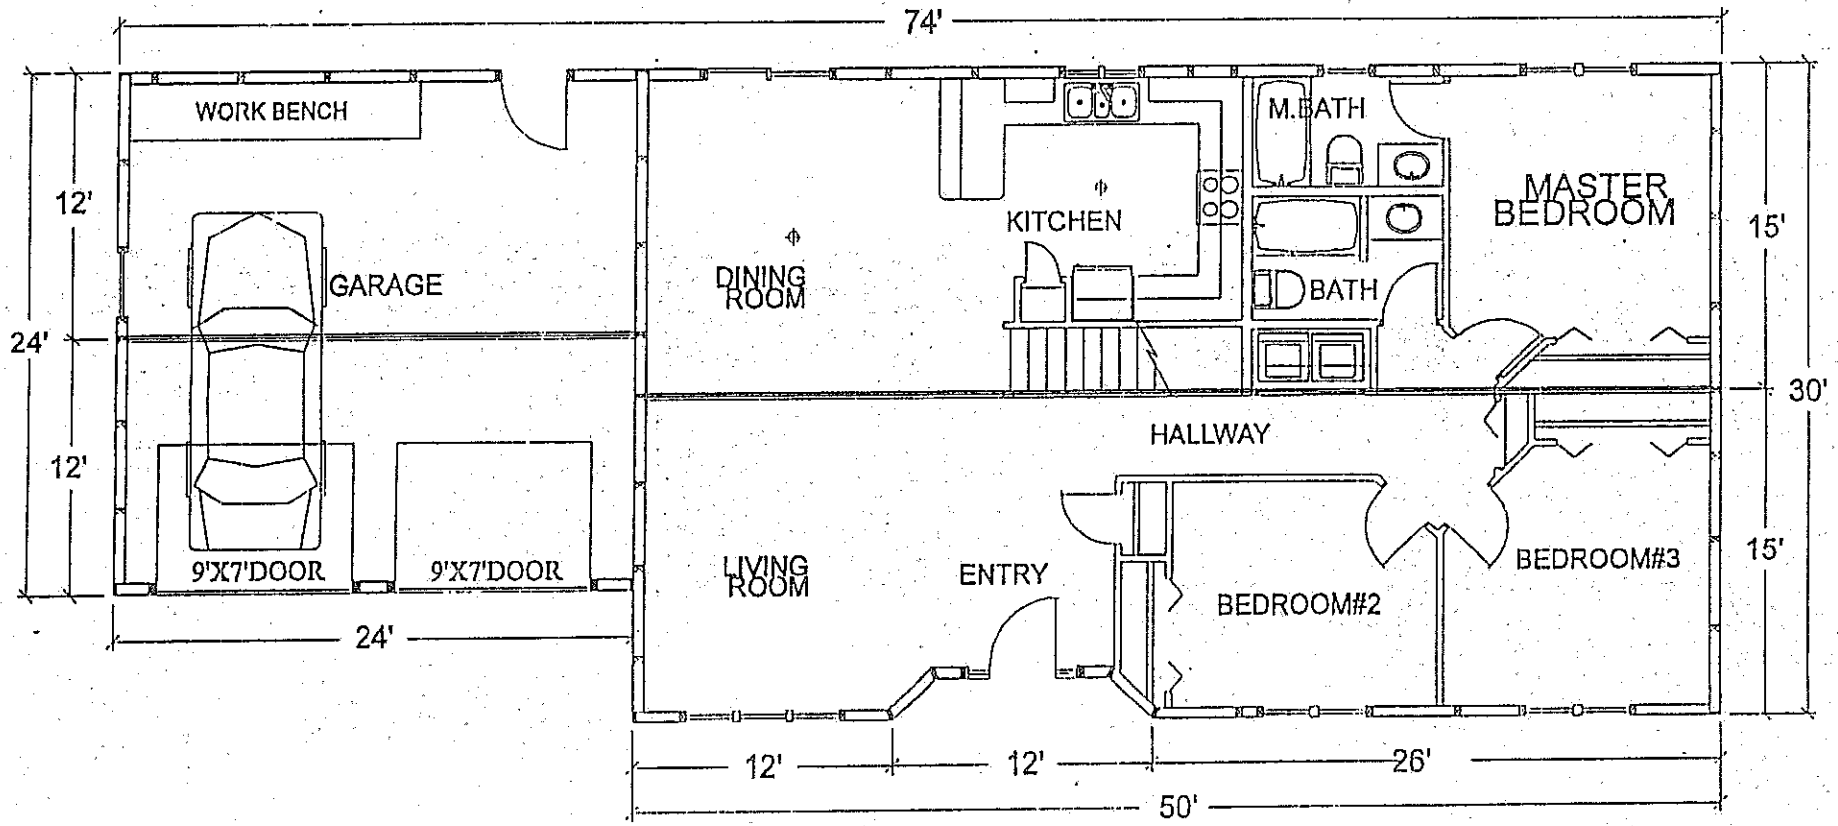 74'
WORK BENCH
M.BATH
12'
MASTER
BEDROOM
15'
KITCHEN
GARAGE
DINING
ROOM
BATH
24'
30'
HALLWAY
12'
15'
LIVING
ROOM
ENTRY
BEDROOM#3
9'X7'DOOR
9'X7'DOOR
BEDROOM#2
24'
12'
12'
26'
50'